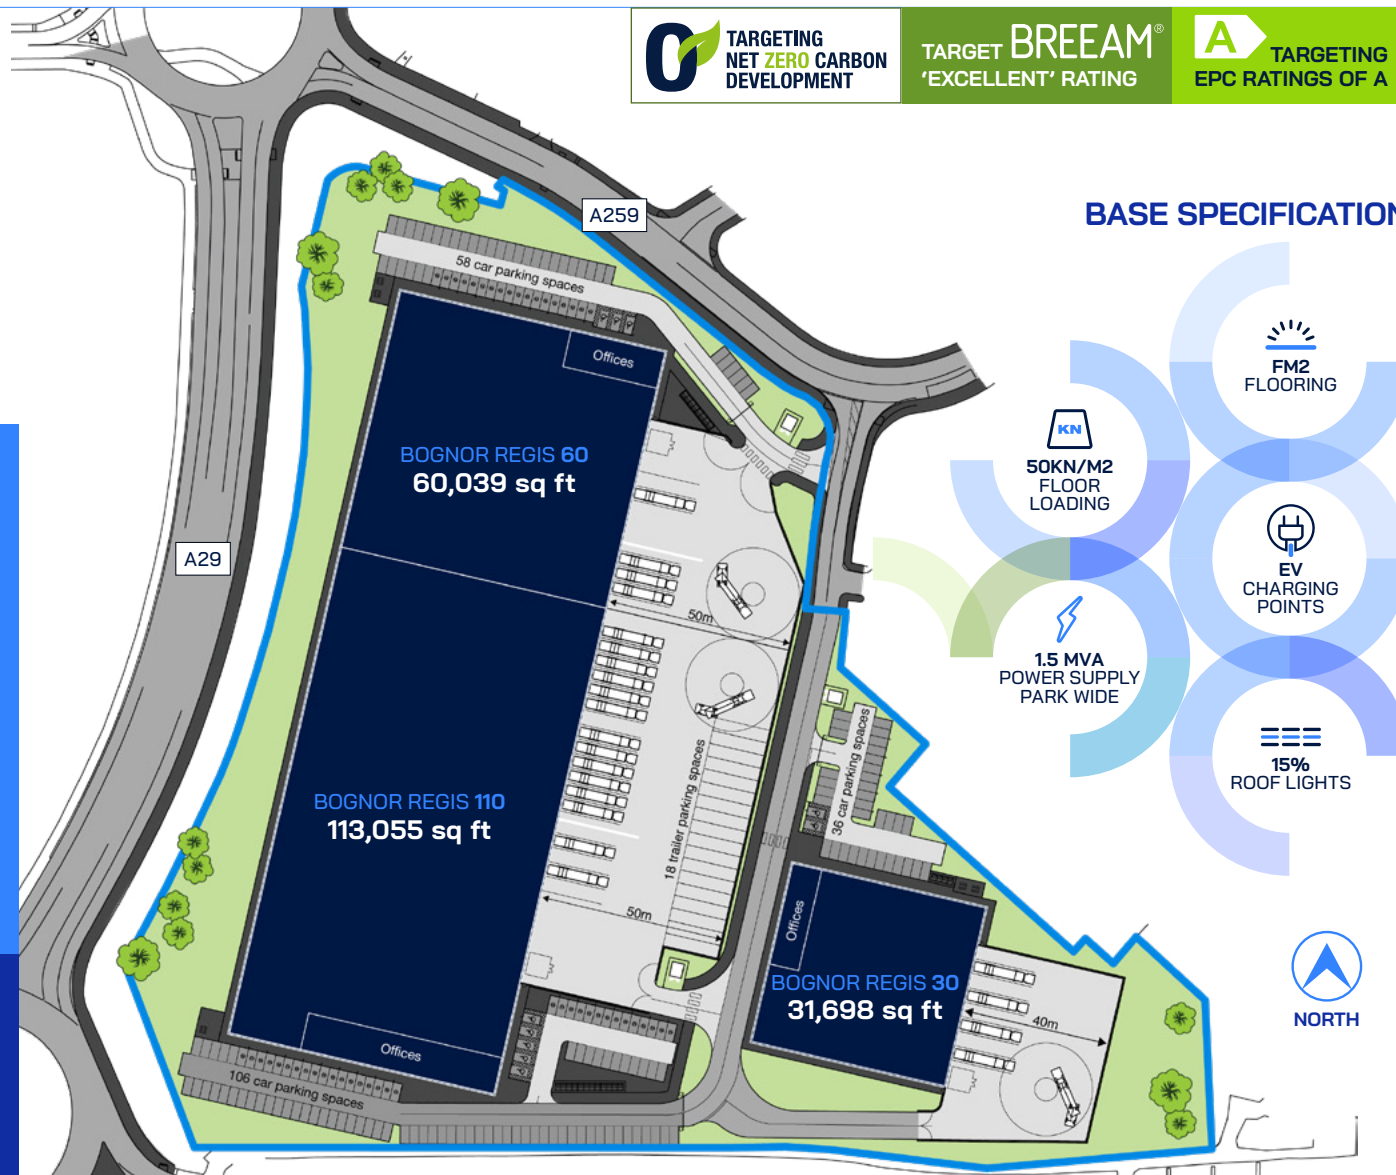 TARGETING
NET ZERO CARBON
DEVELOPMENT
TARGET BREEAM®
'EXCELLENT' RATING
A
TARGETING
EPC RATINGS OF A
A259
BASE SPECIFICATION
58 car parking spaces
Offices
BOGNOR REGIS 60
60,039 sq ft
FM2
FLOORING
KN
50KN/M2
FLOOR
LOADING
EV
CHARGING
POINTS
A29
50m
1.5 MVA
POWER SUPPLY
PARK WIDE
15%
ROOF LIGHTS
BOGNOR REGIS 110
113,055 sq ft
18 trailer parking spaces
36 car parking spaces
50m
Offices
BOGNOR REGIS 30
31,698 sq ft
40m
NORTH
Offices
106 car parking spaces